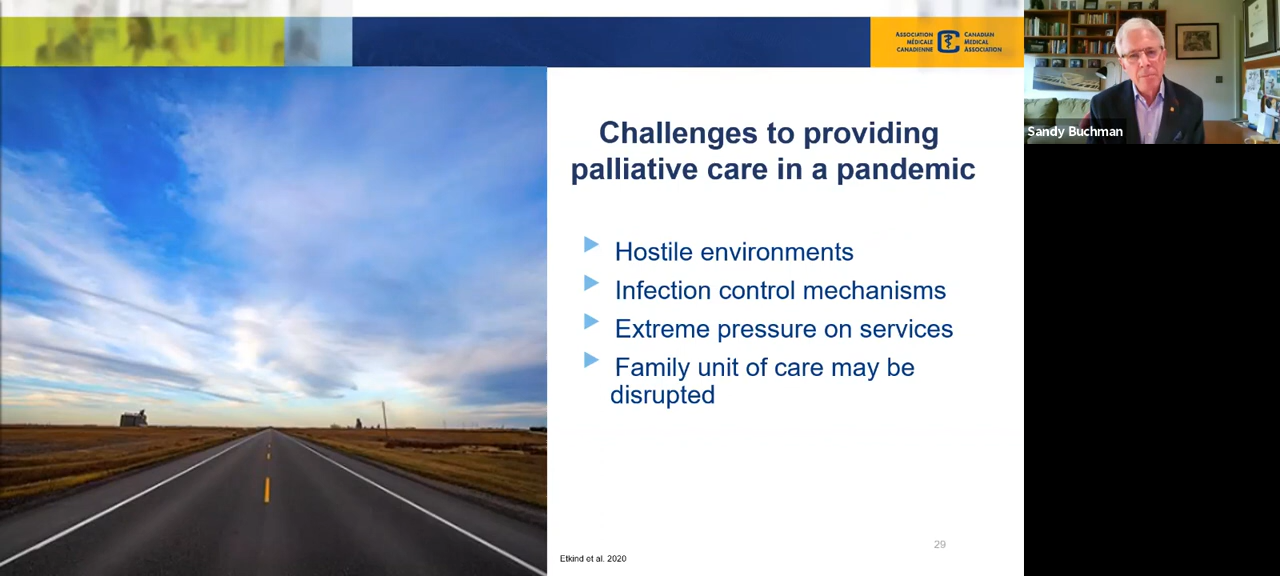 ASSOCIATION
MÉDICALE
CANADIENNE
CANADIAN
MEDICAL
ASSOCIATION
Sandy Buchman
Challenges to providing
palliative care in a pandemic
Hostile environments
Infection control mechanisms
Extreme pressure on services
Family unit of care may be
disrupted
29
Etkind et al. 2020